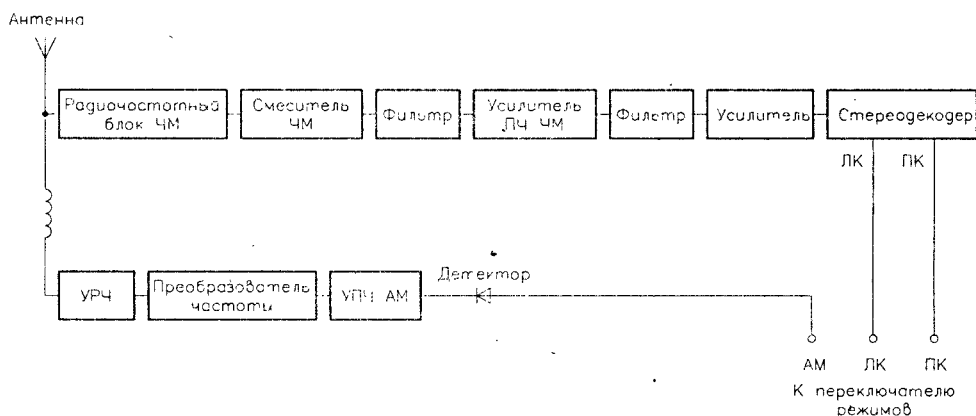 Антенна
Радиочастотный
блок ЧМ
Смеситель
ЧМ
Фильтр
Усилитель
ПЧ ЧМ
Фильтр
Усилитель
Стереодекодер
ЛК
ПК
УРЧ
Преобразователь
частоты
УПЧ АМ
Детектор
АМ
ЛК
ПК
К переключателю
режимов